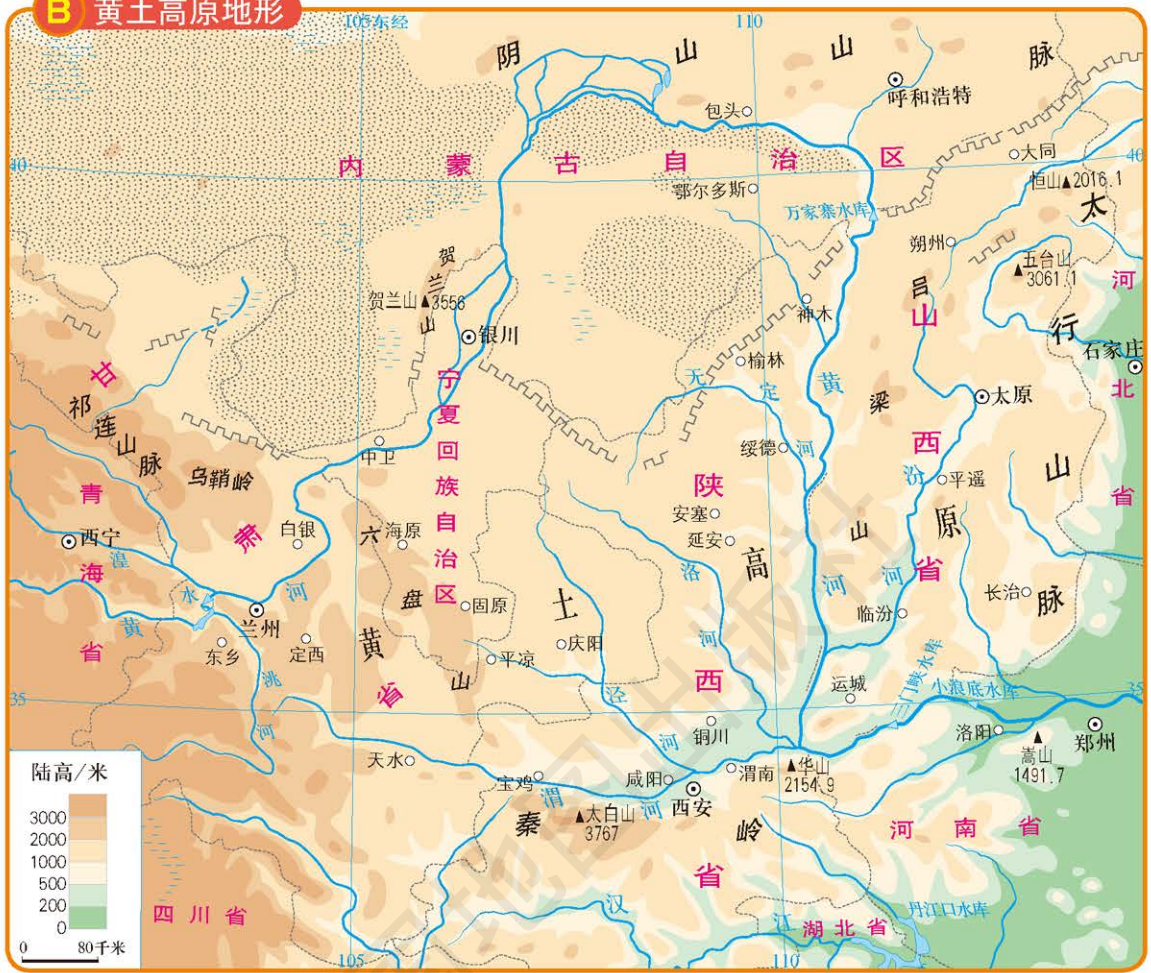 B 黄土高原地形
105东经
110
阴山山脉
呼和浩特
包头
40
内蒙古自治区
大同
40
恒山▲2016.1
鄂尔多斯
万家寨水库
太行山脉
朔州
五台山
▲3061.1
河北省
贺兰山
贺兰山▲3556
银川
神木
吕梁山
山西省
石家庄
榆林
无定河
黄河
太原
甘肃省
祁连山脉
宁夏回族自治区
中卫
绥德
汾河
平遥
乌鞘岭
青海省
陕西省
西宁
湟水
白银
六盘山
海原
安塞
延安
黄土高原
洛河
河
兰州
固原
长治
临汾
黄
东乡
定西
庆阳
平凉
洮河
泾河
运城
三门峡水库
小浪底水库
35
35
铜川
洛阳
郑州
嵩山
▲1491.7
天水
宝鸡
渭河
咸阳
西安
渭南
▲华山
2154.9
▲太白山
3767
秦岭
河南省
陆高/米
3000
2000
1000
500
200
0
0 80千米
四川省
汉江
丹江口水库
湖北省
105
110
中国地图出版社